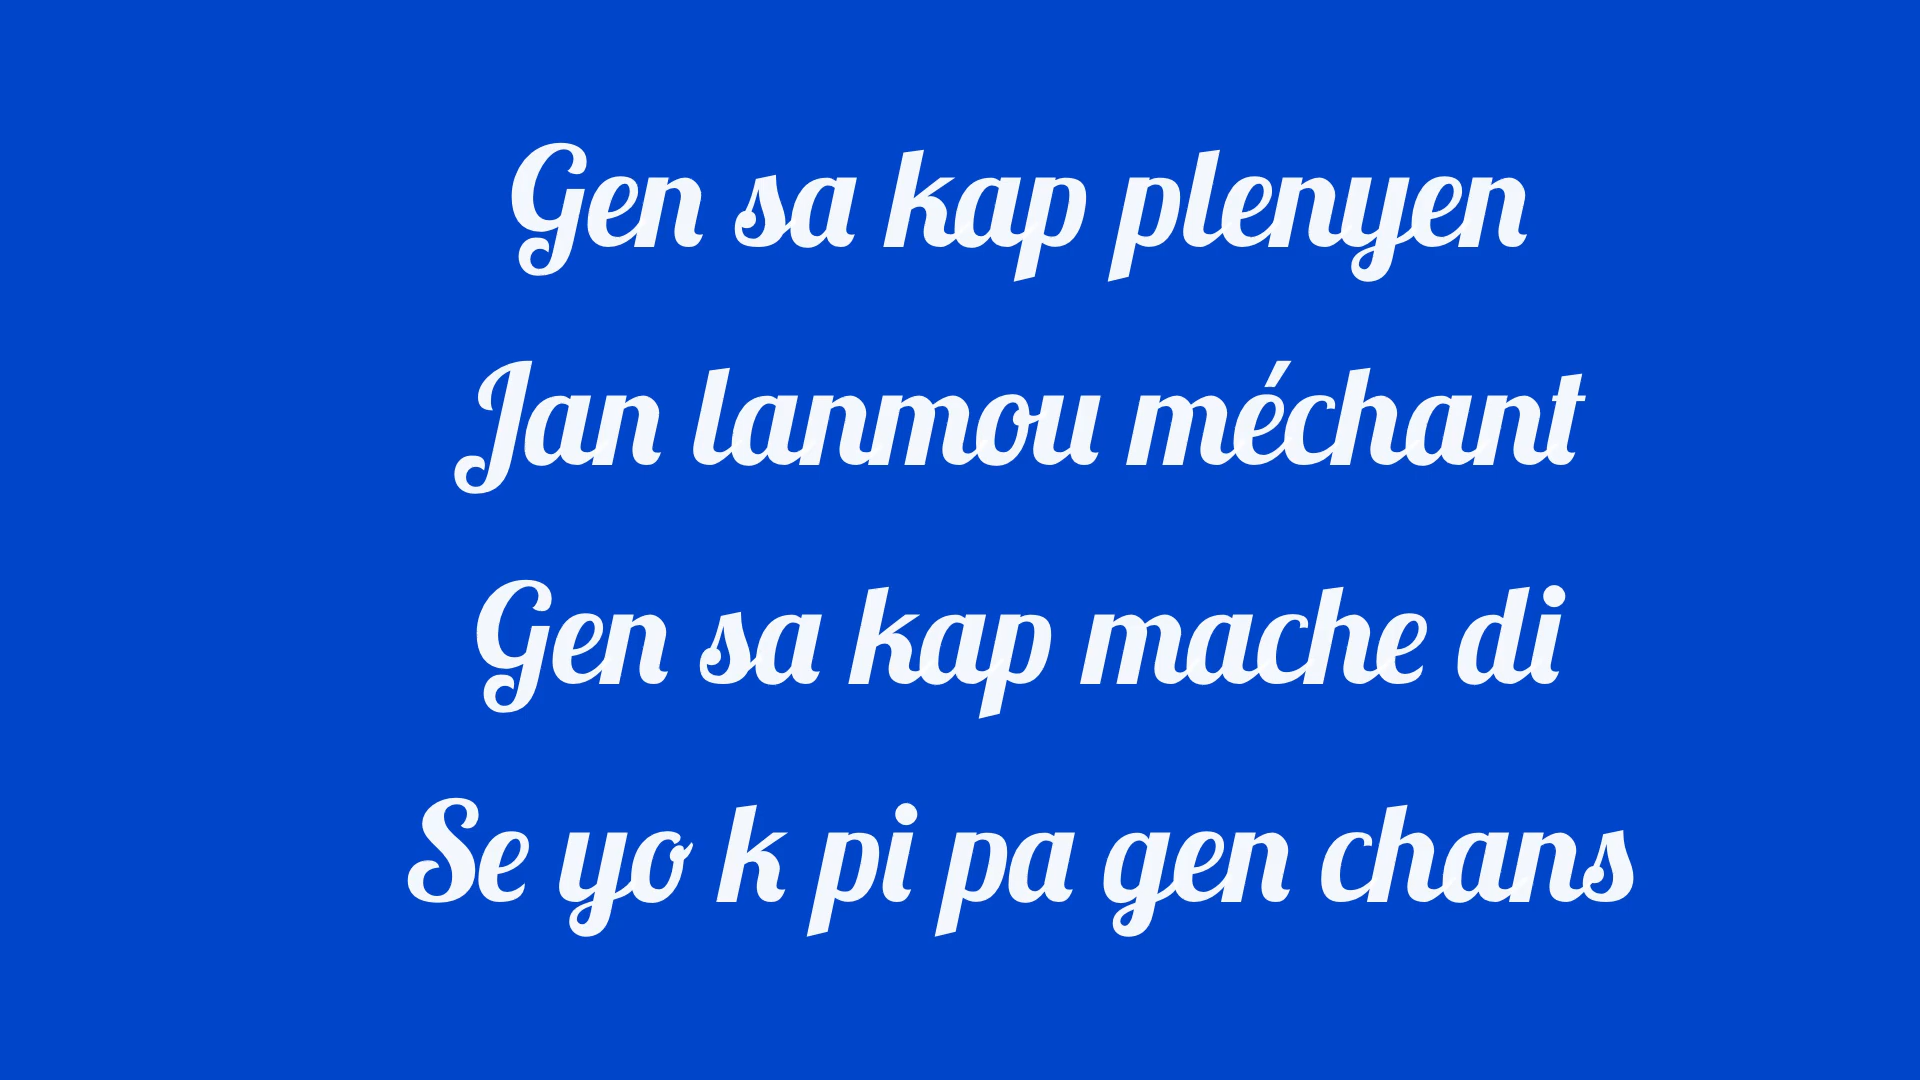 Gen sa kap plenyen
Jan lanmou méchant
Gen sa kap mache di
Se yo k pi pa gen chans